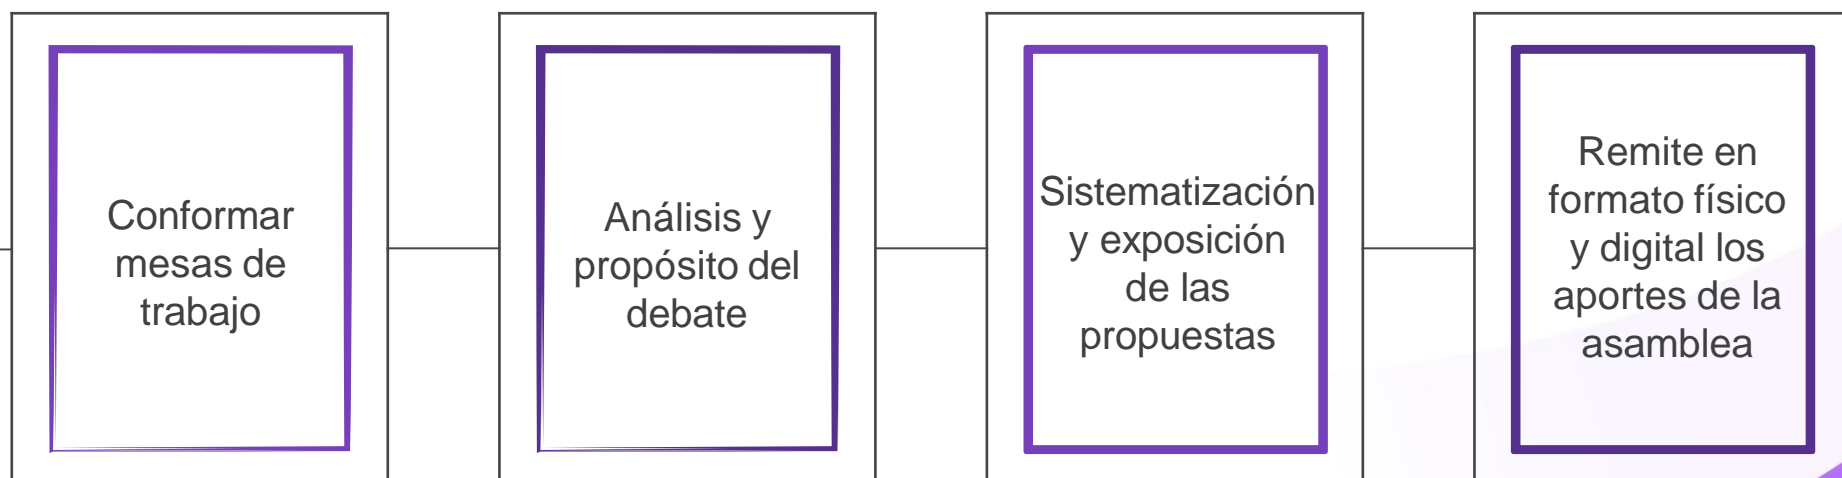 Conformar
mesas de
trabajo
Análisis y
propósito del
debate
Sistematización
y exposición
de las
propuestas
Remite en
formato físico
y digital los
aportes de la
asamblea